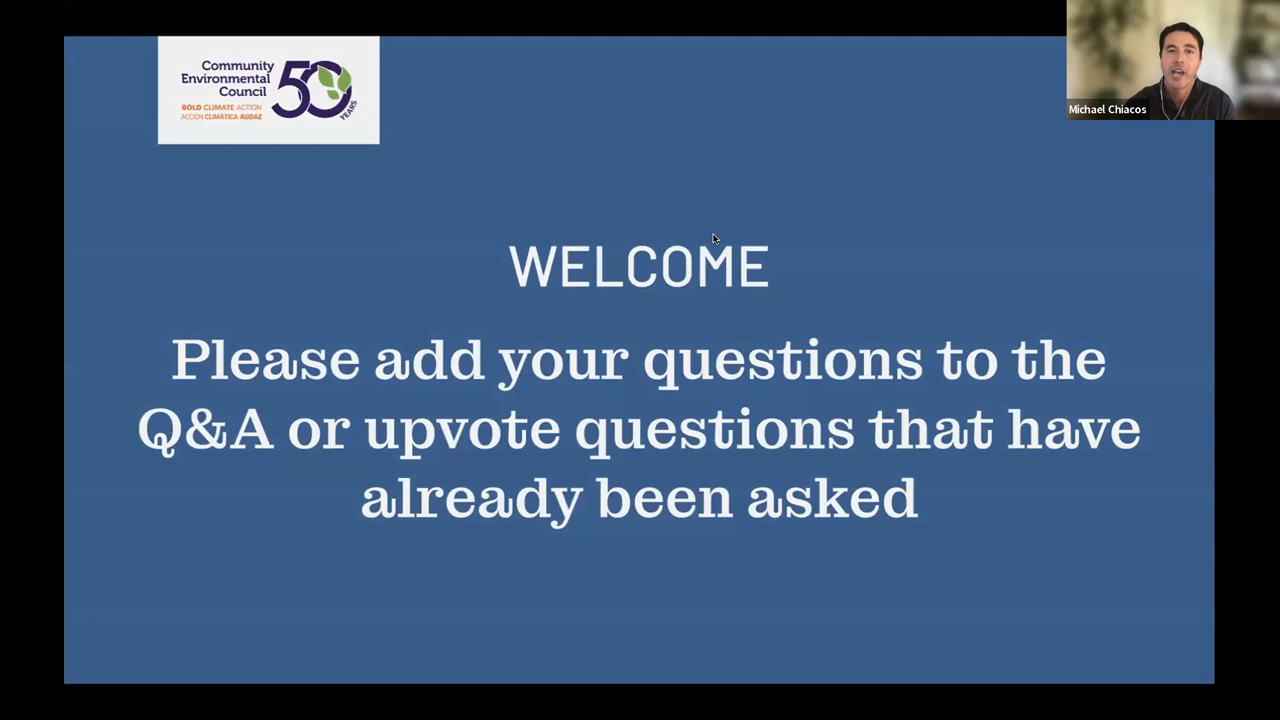 Community
Environmental
Council
BOLD CLIMATE ACTION
ACCIÓN CLIMÁTICA AUDAZ
50
YEARS
Michael Chiacos
WELCOME
Please add your questions to the
Q&A or upvote questions that have
already been asked